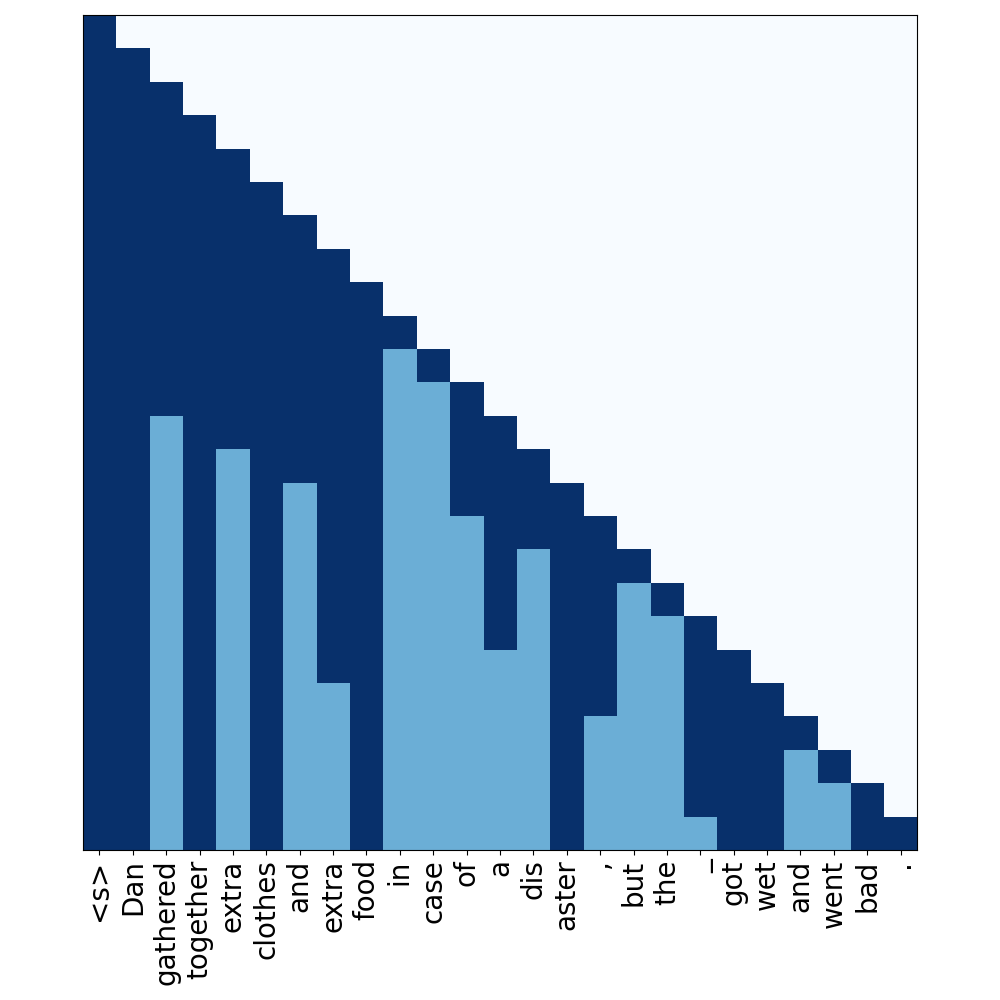 <s> Dan gathered together extra clothes and extra food in case of a dis aster , but the _ got wet and went bad .